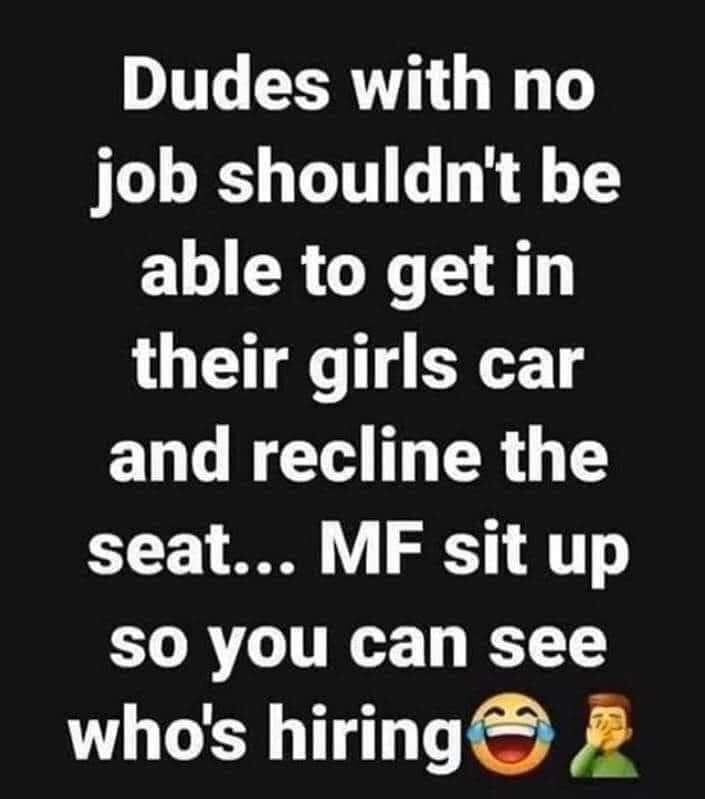 Dudes with no
job shouldn't be
able to get in
their girls car
and recline the
seat... MF sit up
so you can see
who's hiring😂🤦‍♂️